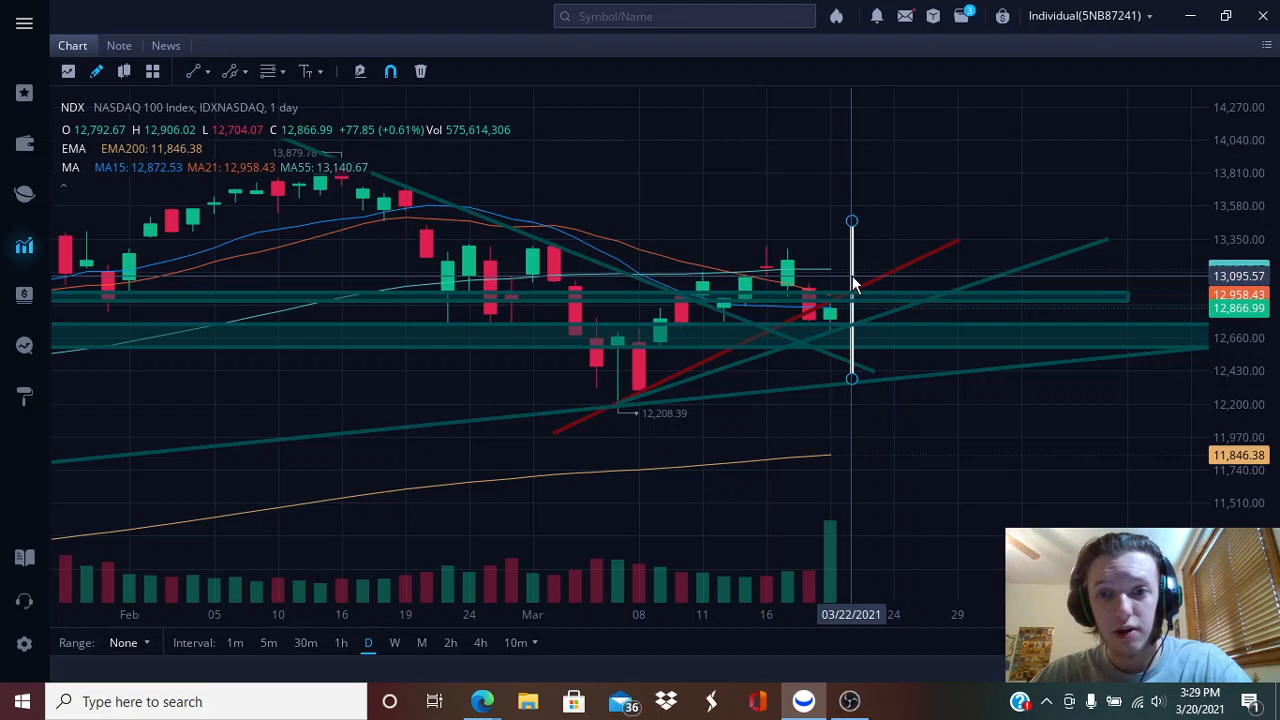 Symbol/Name
3
Individual(5NB87241)
Chart Note News
NDX NASDAQ 100 Index, IDXNASDAQ, 1 day
O 12,792.67 H 12,906.02 L 12,704.07 C 12,866.99 +77.85 (+0.61%) Vol 575,614,306
EMA EMA200: 11,846.38
13,879.78
MA MA15: 12,872.53 MA21: 12,958.43 MA55: 13,140.67
14,270.00
14,040.00
13,810.00
13,580.00
13,350.00
13,095.57
12,958.43
12,866.99
12,660.00
12,430.00
12,200.00
12,208.39
11,970.00
11,846.38
11,740.00
11,510.00
Feb 05 10 16 19 24 Mar 08 11 16 03/22/2021 24 29
Range: None Interval: 1m 5m 30m 1h D W M 2h 4h 10m
Type here to search
36
3:29 PM
3/20/2021
1